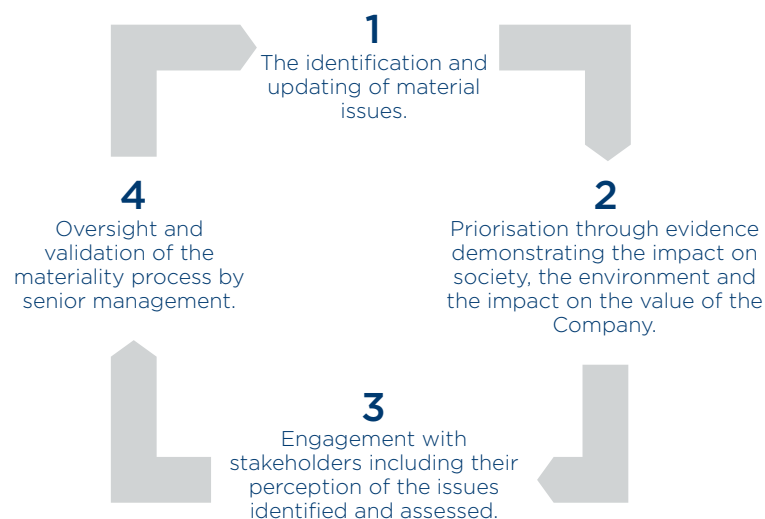 1
The identification and
updating of material
issues.
2
Priorisation through evidence
demonstrating the impact on
society, the environment and
the impact on the value of the
Company.
3
Engagement with
stakeholders including their
perception of the issues
identified and assessed.
4
Oversight and
validation of the
materiality process by
senior management.